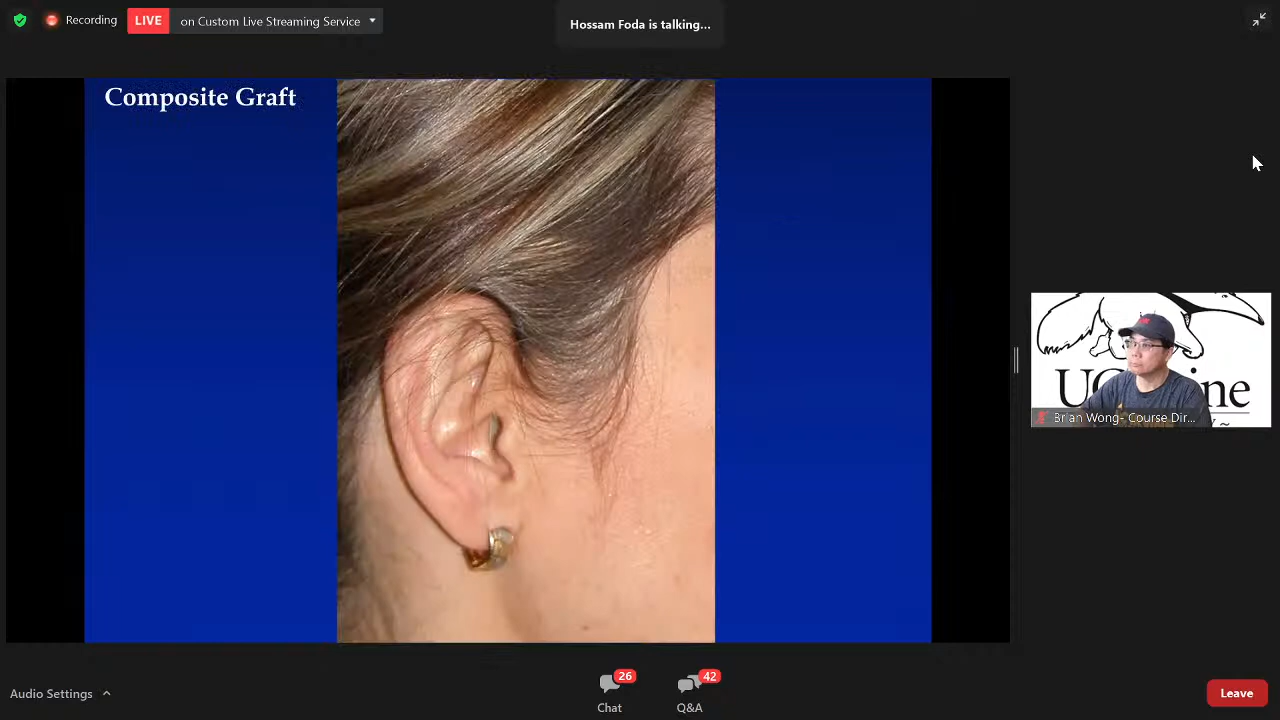 Recording
LIVE
on Custom Live Streaming Service
Hossam Foda is talking...
Composite Graft
Brian Wong- Course Dir...
Audio Settings
26
Chat
42
Q&A
Leave